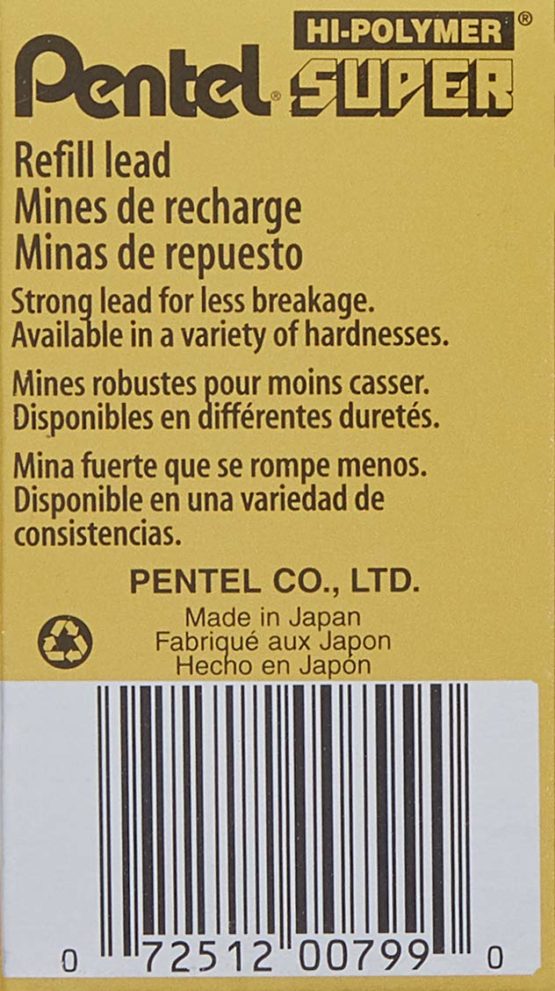 HI-POLYMER®
Pentel® SUPER
Refill lead
Mines de recharge
Minas de repuesto
Strong lead for less breakage.
Available in a variety of hardnesses.
Mines robustes pour moins casser.
Disponibles en différentes duretés.
Mina fuerte que se rompe menos.
Disponible en una variedad de
consistencias.
PENTEL CO., LTD.
Made in Japan
Fabriqué aux Japon
Hecho en Japón
0 72512 00799 0